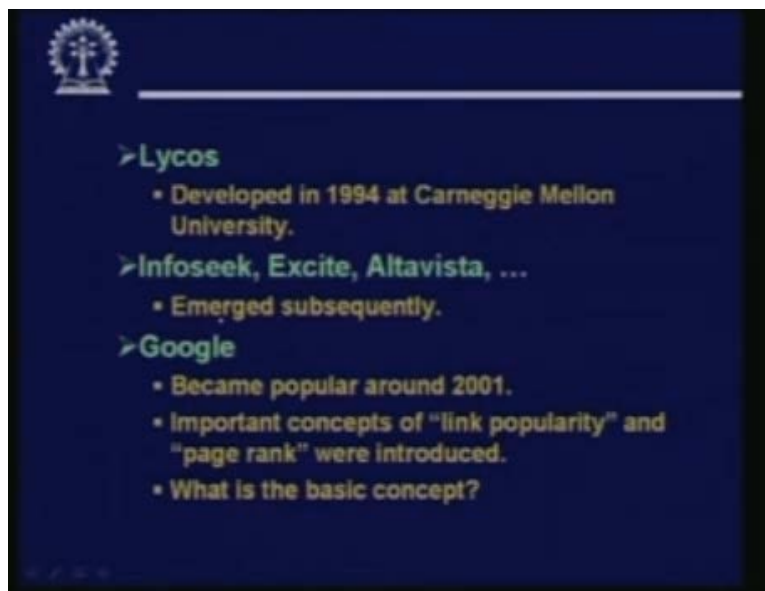 ➢Lycos
▪ Developed in 1994 at Carneggie Mellon
University.
➢Infoseek, Excite, Altavista, ...
▪ Emerged subsequently.
➢Google
▪ Became popular around 2001.
▪ Important concepts of “link popularity” and
“page rank” were introduced.
▪ What is the basic concept?